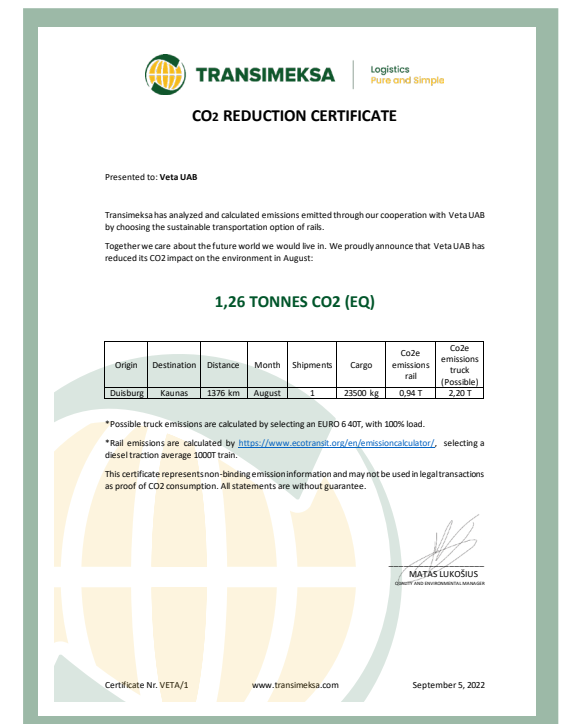 TRANSIMEKSA
Logistics
Pure and Simple
CO2 REDUCTION CERTIFICATE
Presented to: Veta UAB
Transimeksa has analyzed and calculated emissions emitted through our cooperation with Veta UAB
by choosing the sustainable transportation option of rails.
Together we care about the future world we would live in. We proudly announce that Veta UAB has
reduced its CO2 impact on the environment in August:
1,26 TONNES CO2 (EQ)
Origin Destination Distance Month Shipments Cargo Co2e emissions rail Co2e emissions truck (Possible)
Duisburg Kaunas 1376 km August 1 23500 kg 0,94 T 2,20 T
*Possible truck emissions are calculated by selecting an EURO 6 40T, with 100% load.
*Rail emissions are calculated by https://www.ecotransit.org/en/emissioncalculator/, selecting a
diesel traction average 1000T train.
This certificate represents non-binding emission information and may not be used in legal transactions
as proof of CO2 consumption. All statements are without guarantee.
MATAS LUKOŠIUS
QUALITY AND ENVIRONMENTAL MANAGER
Certificate Nr. VETA/1 www.transimeksa.com September 5, 2022